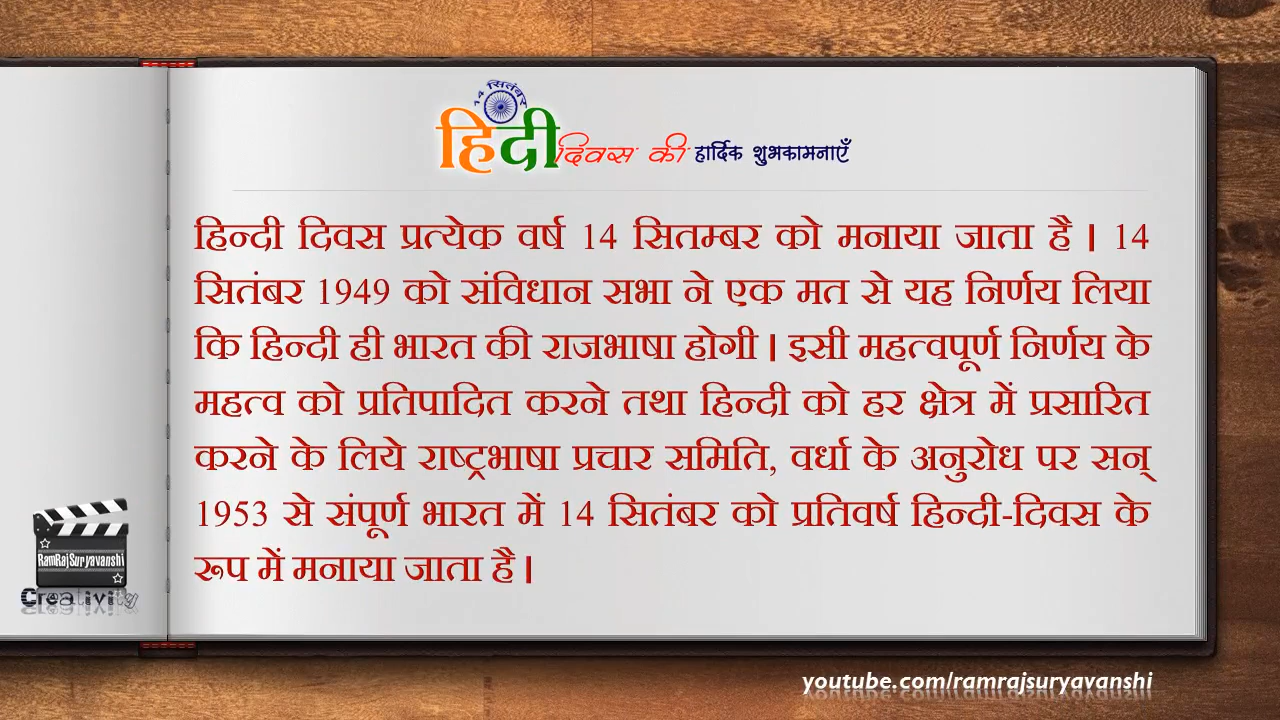 14 सितंबर
हिंदी दिवस की हार्दिक शुभकामनाएँ
हिन्दी दिवस प्रत्येक वर्ष 14 सितम्बर को मनाया जाता है । 14
सितंबर 1949 को संविधान सभा ने एक मत से यह निर्णय लिया
कि हिन्दी ही भारत की राजभाषा होगी । इसी महत्वपूर्ण निर्णय के
महत्व को प्रतिपादित करने तथा हिन्दी को हर क्षेत्र में प्रसारित
करने के लिये राष्ट्रभाषा प्रचार समिति, वर्धा के अनुरोध पर सन्
1953 से संपूर्ण भारत में 14 सितंबर को प्रतिवर्ष हिन्दी-दिवस के
रूप में मनाया जाता है ।
RamRajSuryavanshi
Creativity
youtube.com/ramrajsuryavanshi